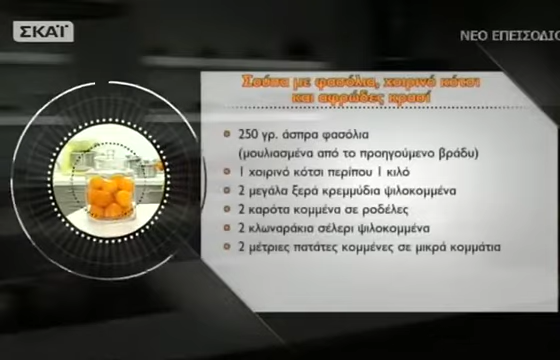 ΣΚΑΪ
ΝΕΟ ΕΠΕΙΣΟΔΙΟ
Σούπα με φασόλια, χοιρινό κότσι
και αφρώδες κρασί
250 γρ. άσπρα φασόλια
(μουλιασμένα από το προηγούμενο βράδυ)
1 χοιρινό κότσι περίπου 1 κιλό
2 μεγάλα ξερά κρεμμύδια ψιλοκομμένα
2 καρότα κομμένα σε ροδέλες
2 κλωναράκια σέλερι ψιλοκομμένα
2 μέτριες πατάτες κομμένες σε μικρά κομμάτια